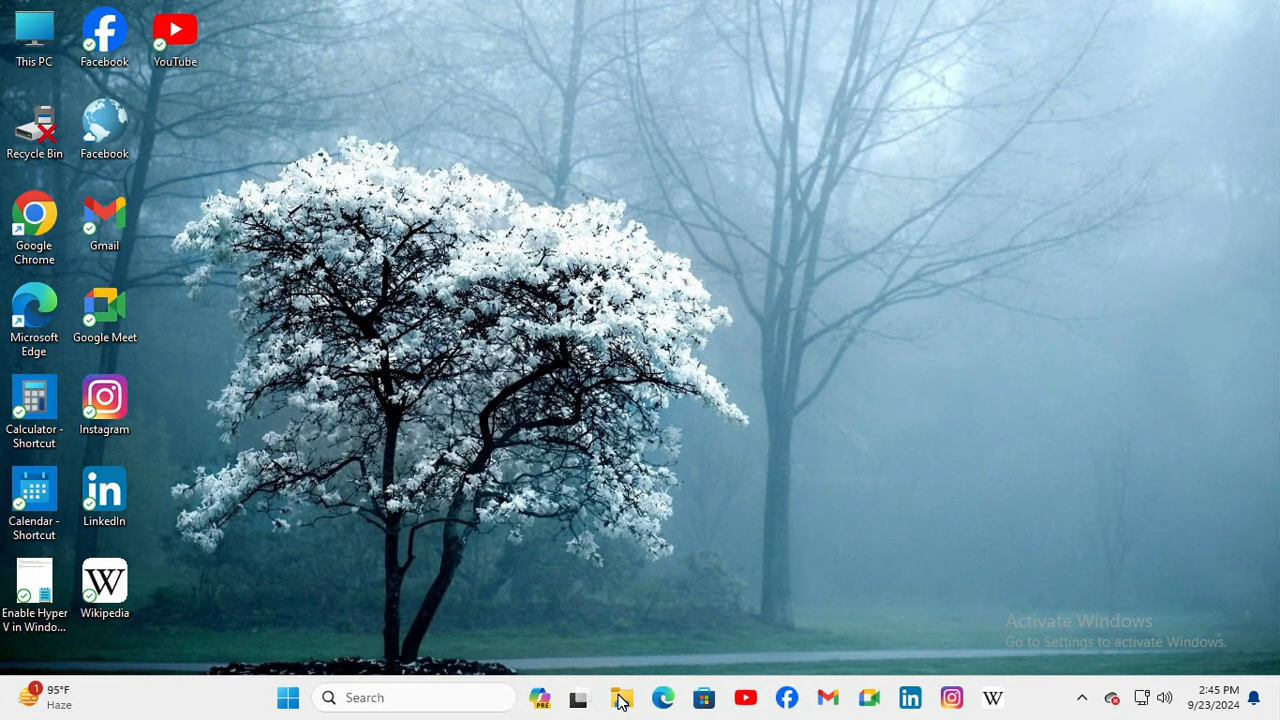 This PC
Facebook
YouTube
Recycle Bin
Facebook
Google
Chrome
Gmail
Microsoft
Edge
Google Meet
Calculator -
Shortcut
Instagram
Calendar -
Shortcut
LinkedIn
Enable Hyper
V in Windo...
Wikipedia
Activate Windows
Go to Settings to activate Windows.
1
95°F
Haze
Search
PRE
2:45 PM
9/23/2024